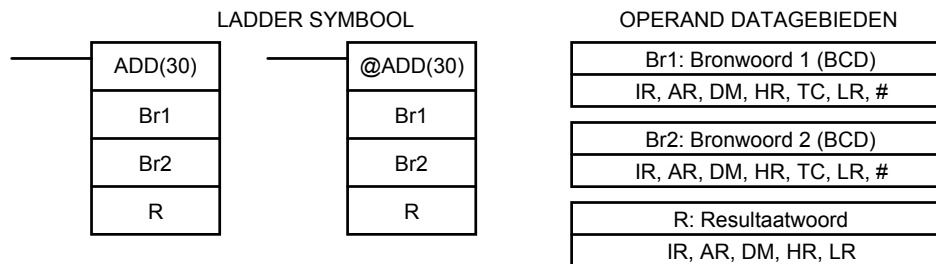 LADDER SYMBOOL
ADD(30)
Br1
Br2
R
@ADD(30)
Br1
Br2
R
OPERAND DATAGEBIEDEN
Br1: Bronwoord 1 (BCD)
IR, AR, DM, HR, TC, LR, #
Br2: Bronwoord 2 (BCD)
IR, AR, DM, HR, TC, LR, #
R: Resultaatwoord
IR, AR, DM, HR, LR